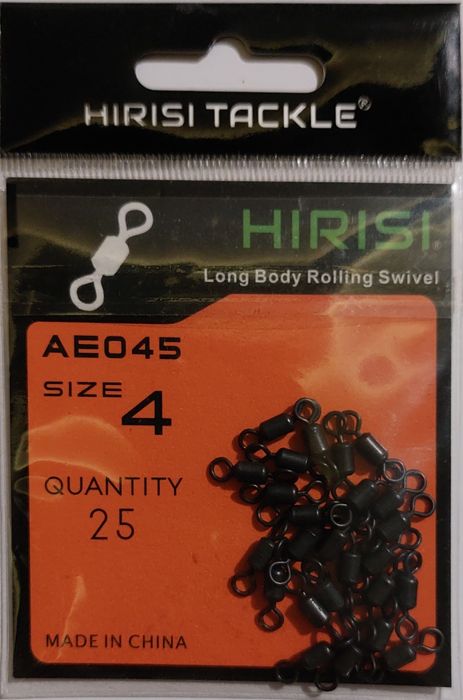 HIRISI TACKLE®
HIRISI®
Long Body Rolling Swivel
AE045
SIZE 4
QUANTITY
25
MADE IN CHINA